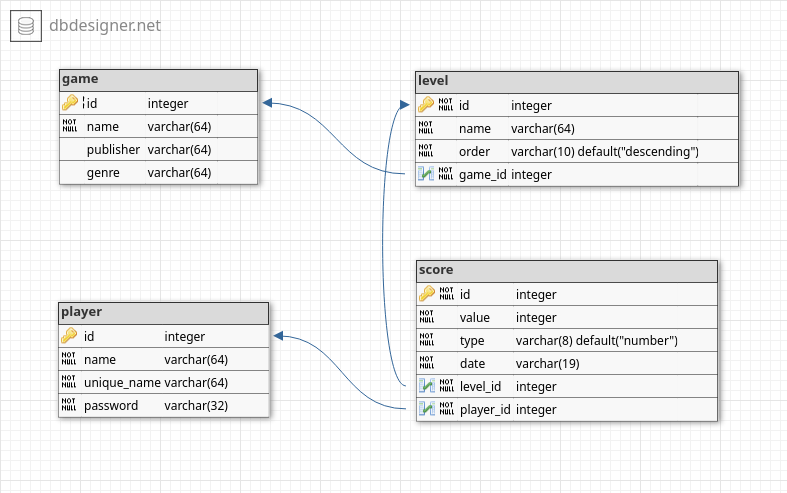 dbdesigner.net
game
id integer
NOT NULL name varchar(64)
publisher varchar(64)
genre varchar(64)
level
NOT NULL id integer
NOT NULL name varchar(64)
NOT NULL order varchar(10) default("descending")
NOT NULL game_id integer
score
NOT NULL id integer
NOT NULL value integer
NOT NULL type varchar(8) default("number")
NOT NULL date varchar(19)
NOT NULL level_id integer
NOT NULL player_id integer
player
id integer
NOT NULL name varchar(64)
NOT NULL unique_name varchar(64)
NOT NULL password varchar(32)